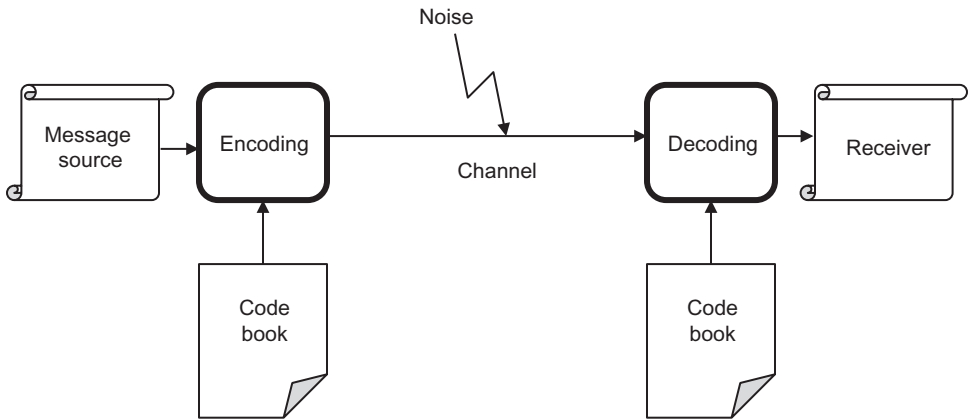 Noise
Message
source
Encoding
Channel
Decoding
Receiver
Code
book
Code
book